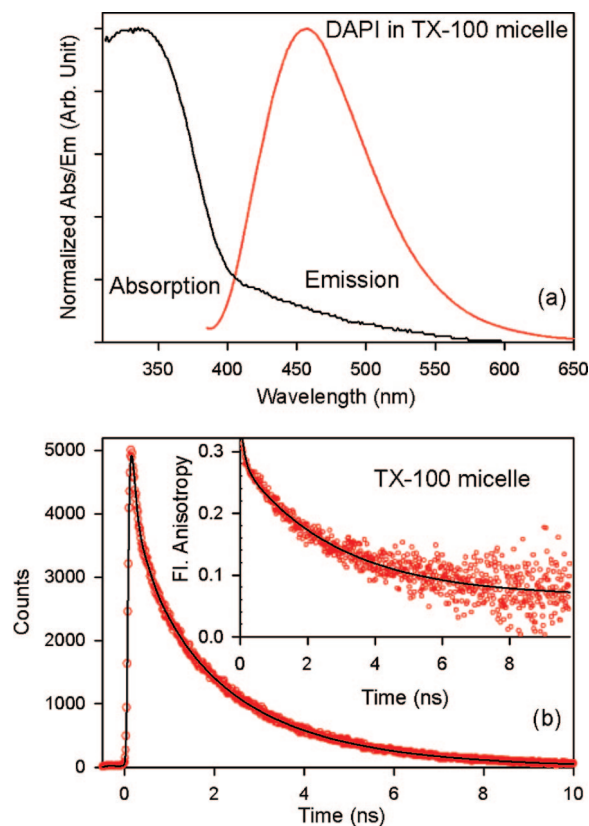 DAPI in TX-100 micelle
Normalized Abs/Em (Arb. Unit)
Absorption
Emission
(a)
350 400 450 500 550 600 650
Wavelength (nm)
5000
4000
3000
2000
1000
0
Counts
0.3
0.2
0.1
0.0
Fl. Anisotropy
TX-100 micelle
0 2 4 6 8
Time (ns)
(b)
0 2 4 6 8 10
Time (ns)